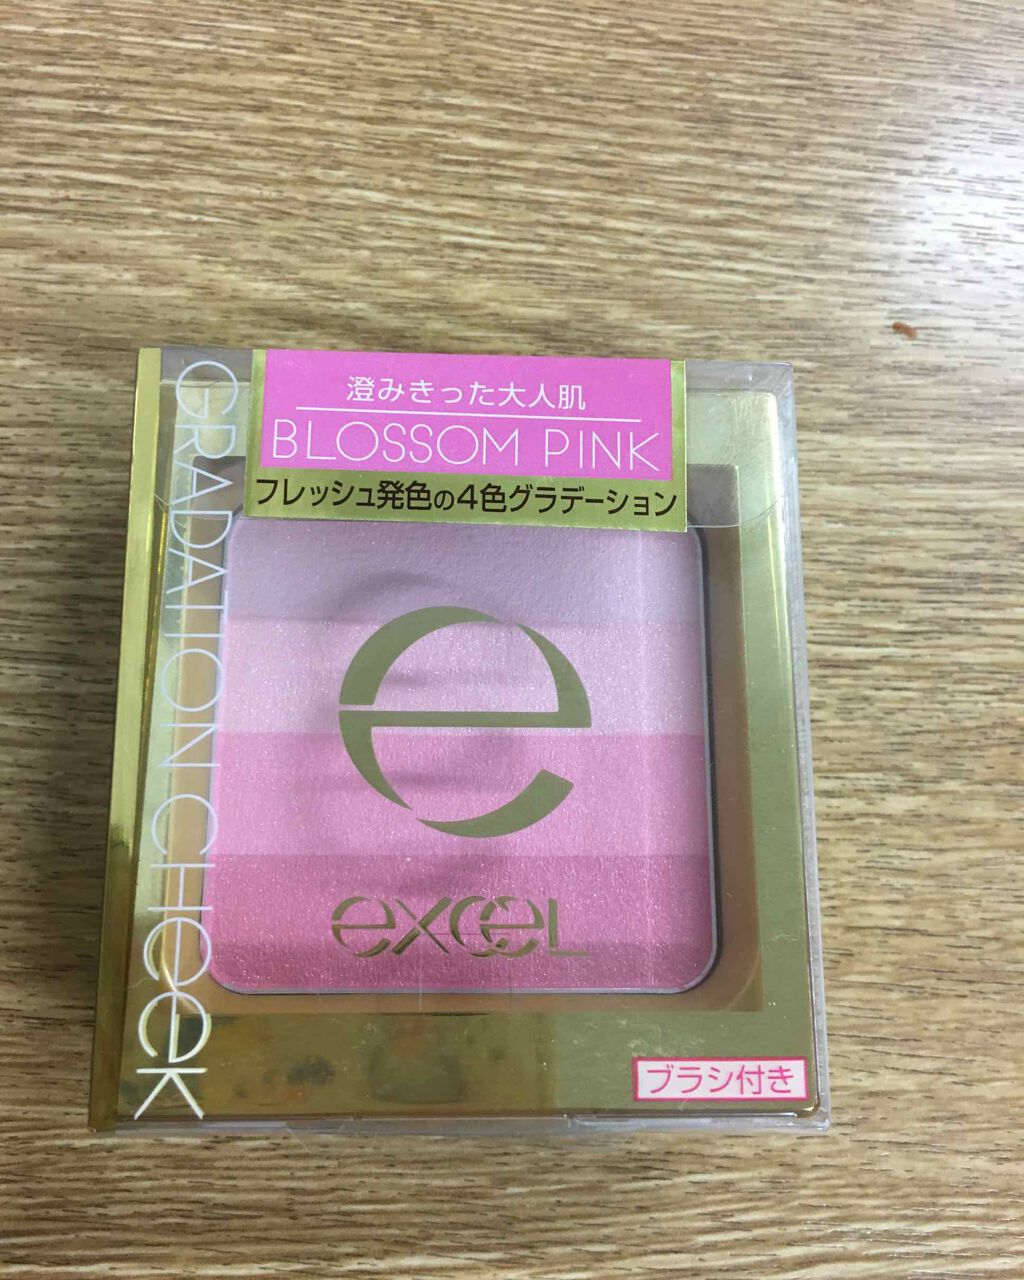 澄みきった大人肌
BLOSSOM PINK
フレッシュ発色の4色グラデーション
GRADATION CHeeK
e
excel
ブラシ付き